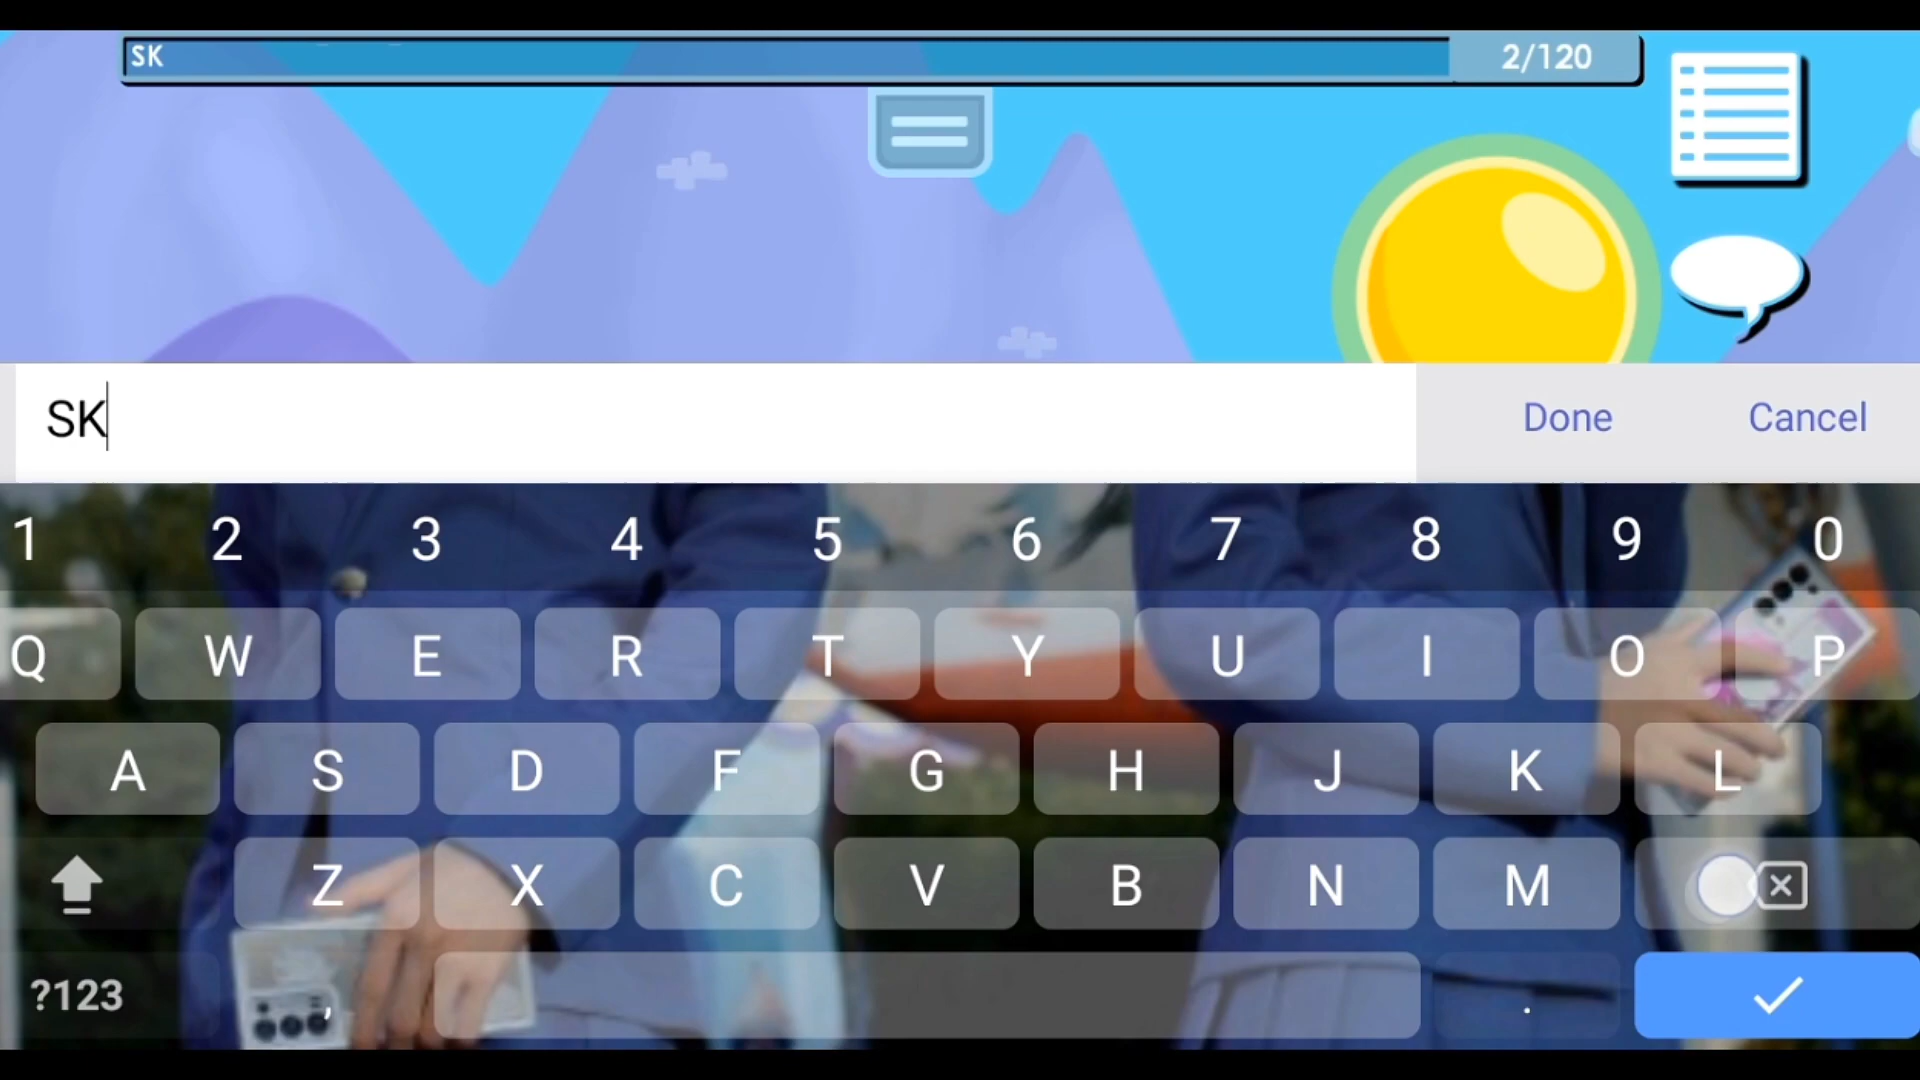 SK
2/120
SK
Done Cancel
1 2 3 4 5 6 7 8 9 0
Q W E R T Y U I O P
A S D F G H J K L
Z X C V B N M
?123 , .